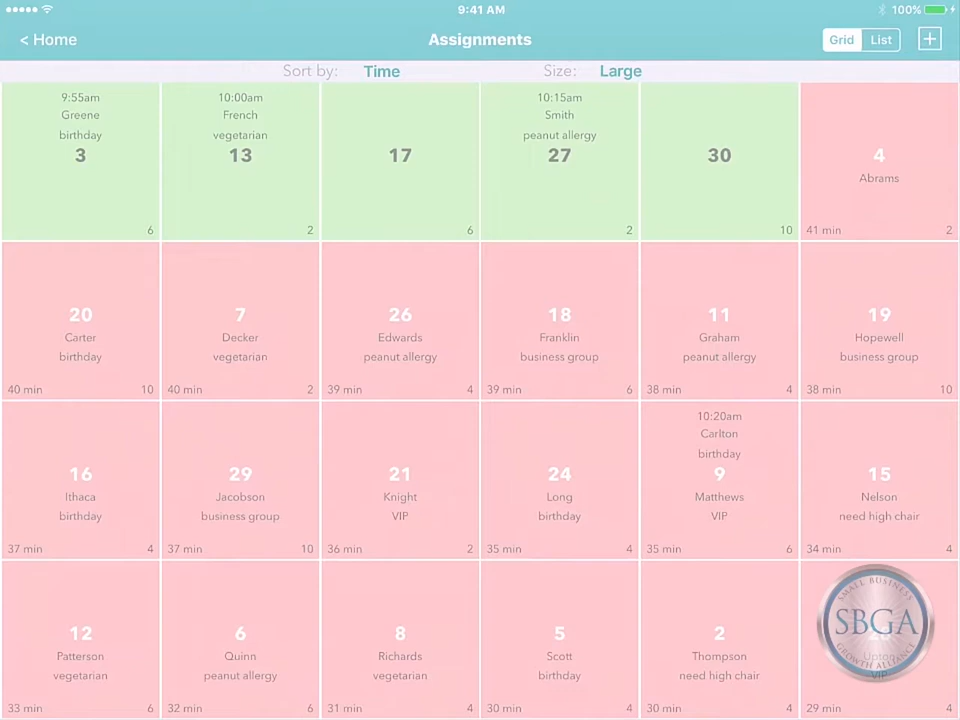 9:41 AM
100%
< Home
Assignments
Grid
List
+
Sort by: Time
Size: Large
9:55am
Greene
birthday
3
6
10:00am
French
vegetarian
13
2
17
6
10:15am
Smith
peanut allergy
27
2
30
10
4
Abrams
41 min
2
20
Carter
birthday
40 min
10
7
Decker
vegetarian
40 min
2
26
Edwards
peanut allergy
39 min
4
18
Franklin
business group
39 min
6
11
Graham
peanut allergy
38 min
4
19
Hopewell
business group
38 min
10
16
Ithaca
birthday
37 min
4
29
Jacobson
business group
37 min
10
21
Knight
VIP
36 min
2
24
Long
birthday
35 min
4
10:20am
Carlton
birthday
9
Matthews
VIP
35 min
6
15
Nelson
need high chair
34 min
4
12
Patterson
vegetarian
33 min
6
6
Quinn
peanut allergy
32 min
6
8
Richards
vegetarian
31 min
4
5
Scott
birthday
30 min
4
2
Thompson
need high chair
30 min
4
SMALL BUSINESS
SBGA
GROWTH ALLIANCE
Upton
VIP
29 min
4